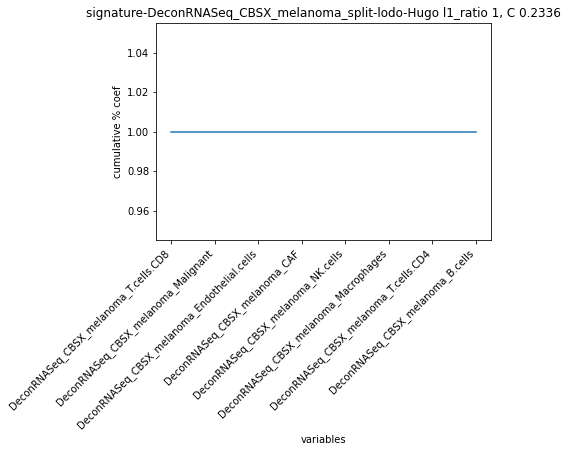 signature-DeconRNASeq_CBSX_melanoma_split-lodo-Hugo l1_ratio 1, C 0.2336
cumulative % coef
1.04
1.02
1.00
0.98
0.96
DeconRNASeq_CBSX_melanoma_T.cells.CD8
DeconRNASeq_CBSX_melanoma_Malignant
DeconRNASeq_CBSX_melanoma_Endothelial.cells
DeconRNASeq_CBSX_melanoma_CAF
DeconRNASeq_CBSX_melanoma_NK.cells
DeconRNASeq_CBSX_melanoma_Macrophages
DeconRNASeq_CBSX_melanoma_T.cells.CD4
DeconRNASeq_CBSX_melanoma_B.cells
variables